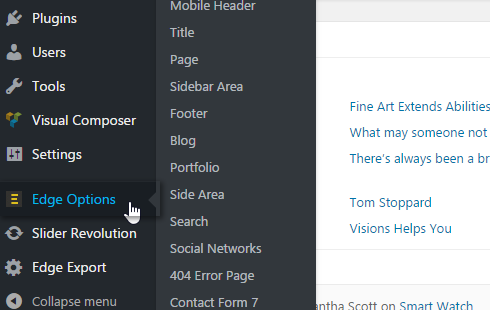 Plugins
Users
Tools
Visual Composer
Settings
Edge Options
Slider Revolution
Edge Export
Collapse menu
Mobile Header
Title
Page
Sidebar Area
Footer
Blog
Portfolio
Side Area
Search
Social Networks
404 Error Page
Contact Form 7
Fine Art Extends Abilities
What may someone not
There's always been a br
Tom Stoppard
Visions Helps You
antha Scott on Smart Watch